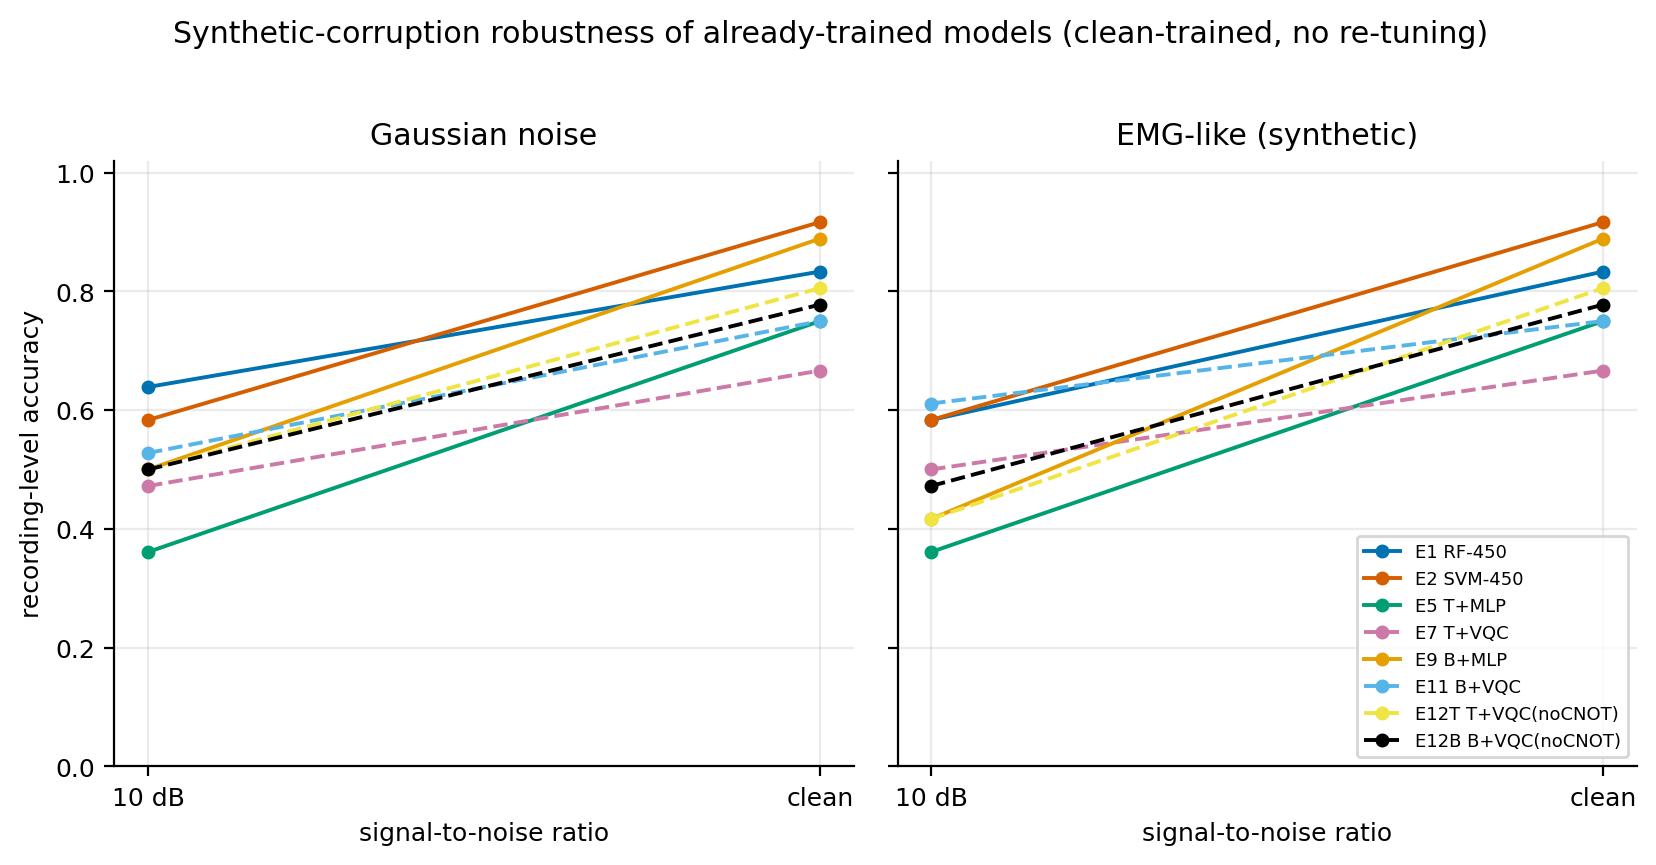 Synthetic-corruption robustness of already-trained models (clean-trained, no re-tuning)
Gaussian noise
EMG-like (synthetic)
recording-level accuracy
1.0
0.8
0.6
0.4
0.2
0.0
10 dB
clean
10 dB
clean
signal-to-noise ratio
signal-to-noise ratio
E1 RF-450
E2 SVM-450
E5 T+MLP
E7 T+VQC
E9 B+MLP
E11 B+VQC
E12T T+VQC(noCNOT)
E12B B+VQC(noCNOT)